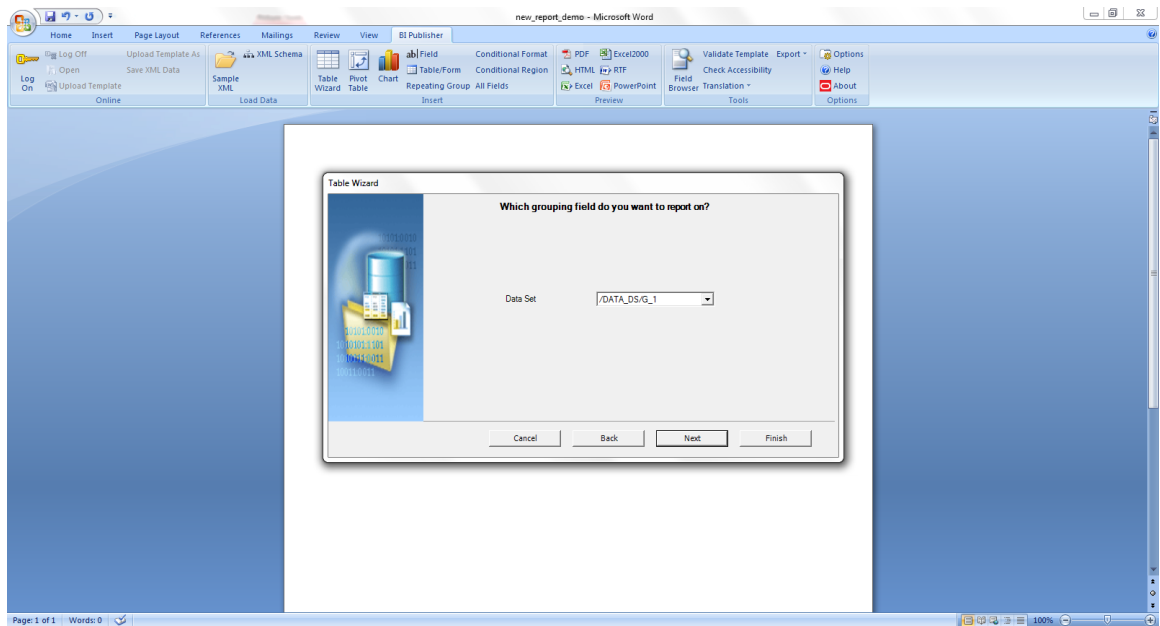 new_report_demo - Microsoft Word
Home Insert Page Layout References Mailings Review View BI Publisher
Log On
Log Off
Open
Upload Template
Upload Template As
Save XML Data
Online
Sample XML
XML Schema
Load Data
Table Wizard
Pivot Table
Chart
Field
Table/Form
Repeating Group
Conditional Format
Conditional Region
All Fields
Insert
PDF
HTML
Excel
Excel2000
RTF
PowerPoint
Preview
Field Browser
Validate Template
Export
Check Accessibility
Translation
Tools
Options
Help
About
Options
Table Wizard
Which grouping field do you want to report on?
Data Set /DATA_DS/G_1
Cancel Back Next Finish
Page: 1 of 1 Words: 0 100%